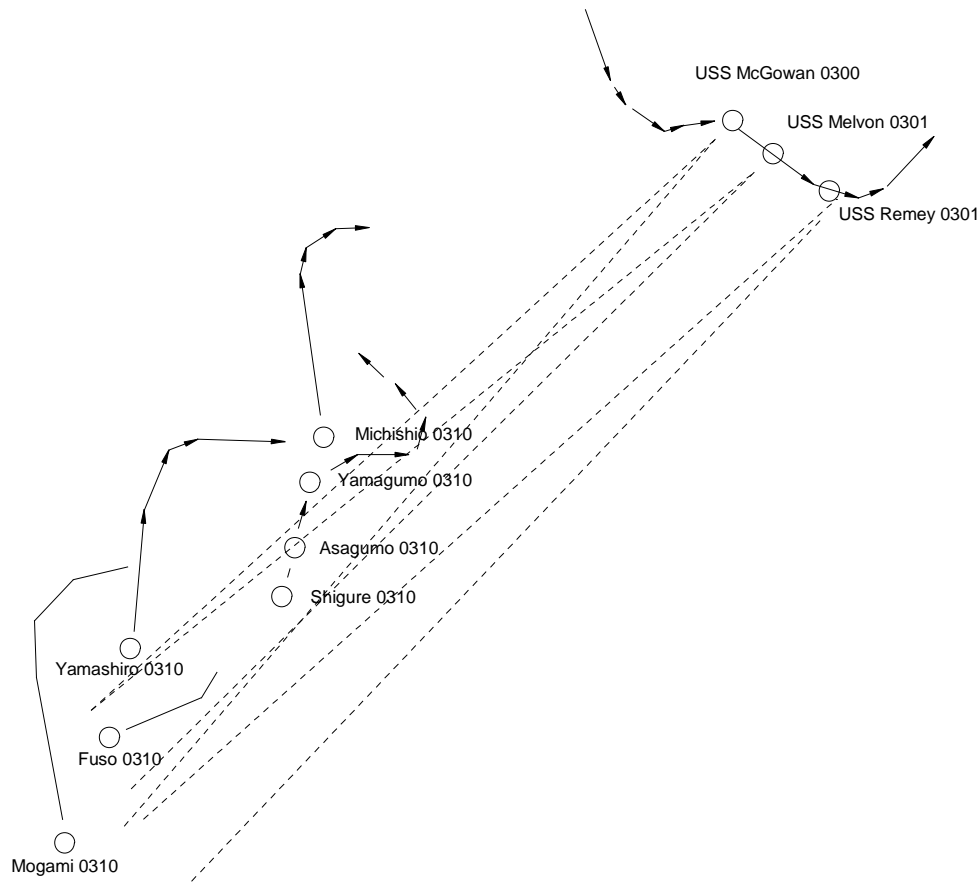 USS McGowan 0300
USS Melvon 0301
USS Remey 0301
Michishio 0310
Yamagumo 0310
Asagumo 0310
Shigure 0310
Yamashiro 0310
Fuso 0310
Mogami 0310